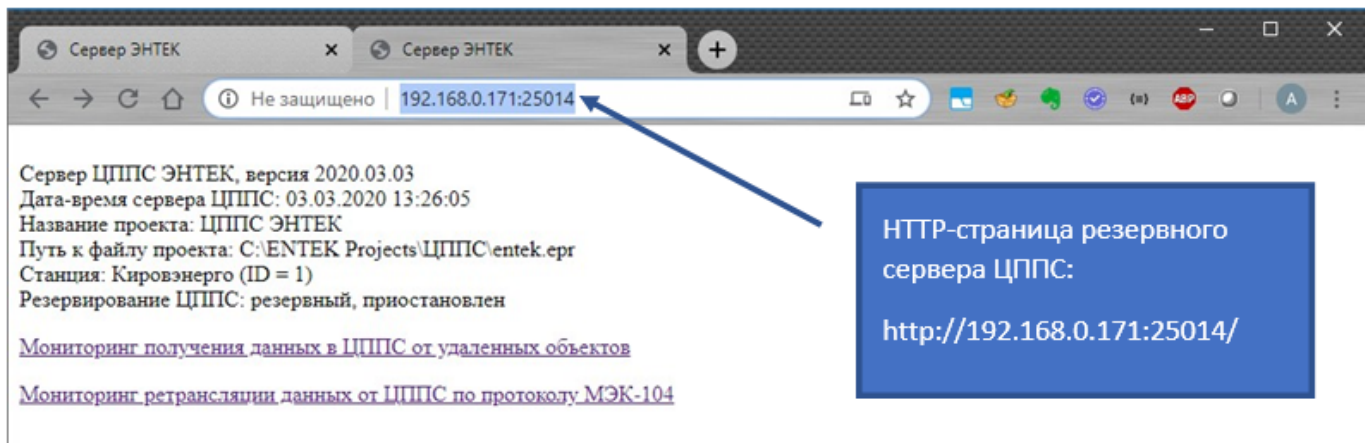 Сервер ЭНТЕК
Сервер ЭНТЕК
Не защищено | 192.168.0.171:25014
ABP
A
Сервер ЦППС ЭНТЕК, версия 2020.03.03
Дата-время сервера ЦППС: 03.03.2020 13:26:05
Название проекта: ЦППС ЭНТЕК
Путь к файлу проекта: C:\ENTEK Projects\ЦППС\entek.epr
Станция: Кировэнерго (ID = 1)
Резервирование ЦППС: резервный, приостановлен
Мониторинг получения данных в ЦППС от удаленных объектов
Мониторинг ретрансляции данных от ЦППС по протоколу МЭК-104
HTTP-страница резервного
сервера ЦППС:
http://192.168.0.171:25014/